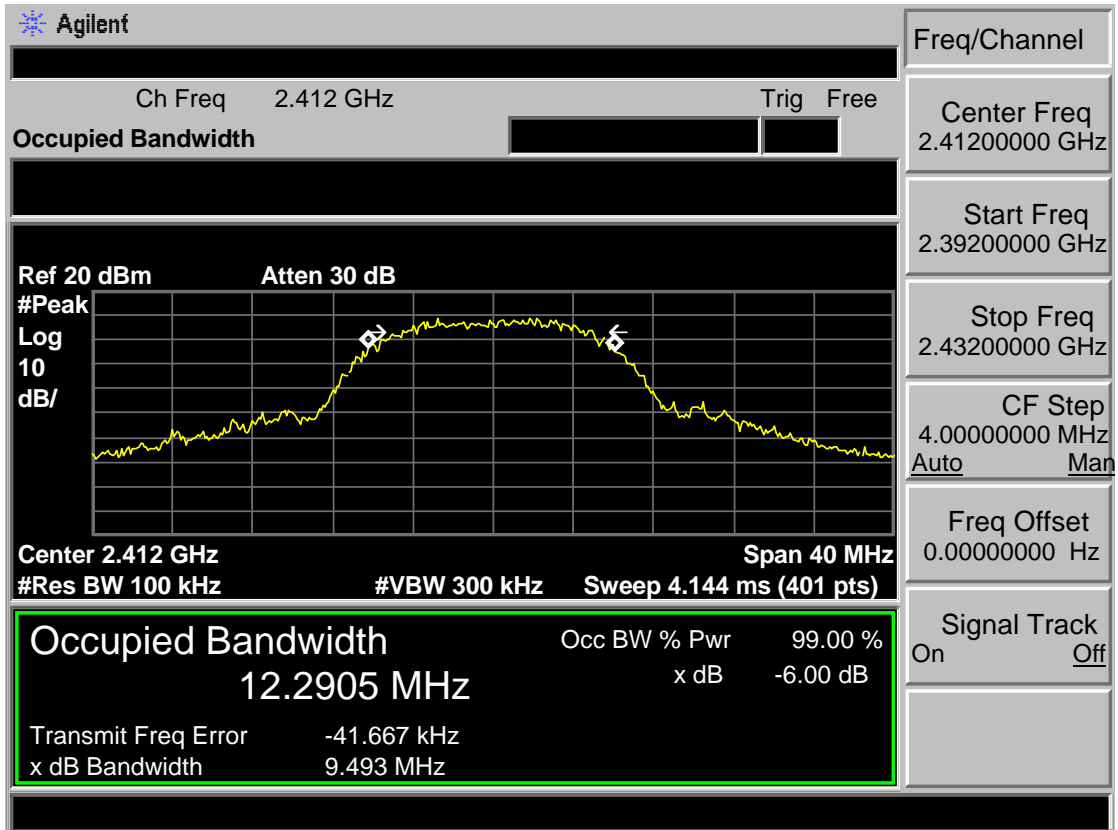 Agilent
Freq/Channel
Ch Freq 2.412 GHz Trig Free
Occupied Bandwidth
Center Freq
2.41200000 GHz
Start Freq
2.39200000 GHz
Stop Freq
2.43200000 GHz
CF Step
4.00000000 MHz
Auto Man
Freq Offset
0.00000000 Hz
Signal Track
On Off
Ref 20 dBm Atten 30 dB
#Peak
Log
10
dB/
Center 2.412 GHz Span 40 MHz
#Res BW 100 kHz #VBW 300 kHz Sweep 4.144 ms (401 pts)
Occupied Bandwidth Occ BW % Pwr 99.00 %
12.2905 MHz x dB -6.00 dB
Transmit Freq Error -41.667 kHz
x dB Bandwidth 9.493 MHz